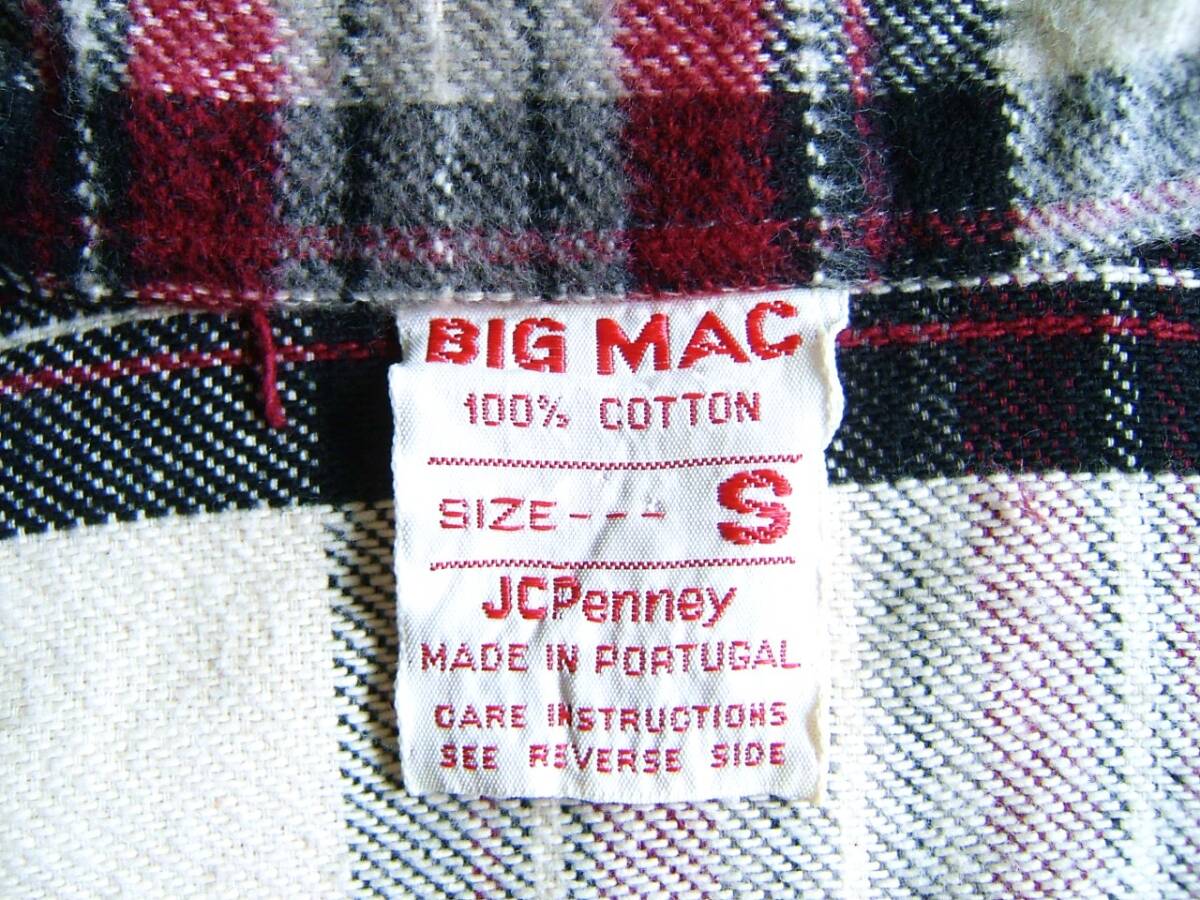 BIG MAC
100% COTTON
SIZE --- S
JCPenney
MADE IN PORTUGAL
CARE INSTRUCTIONS
SEE REVERSE SIDE